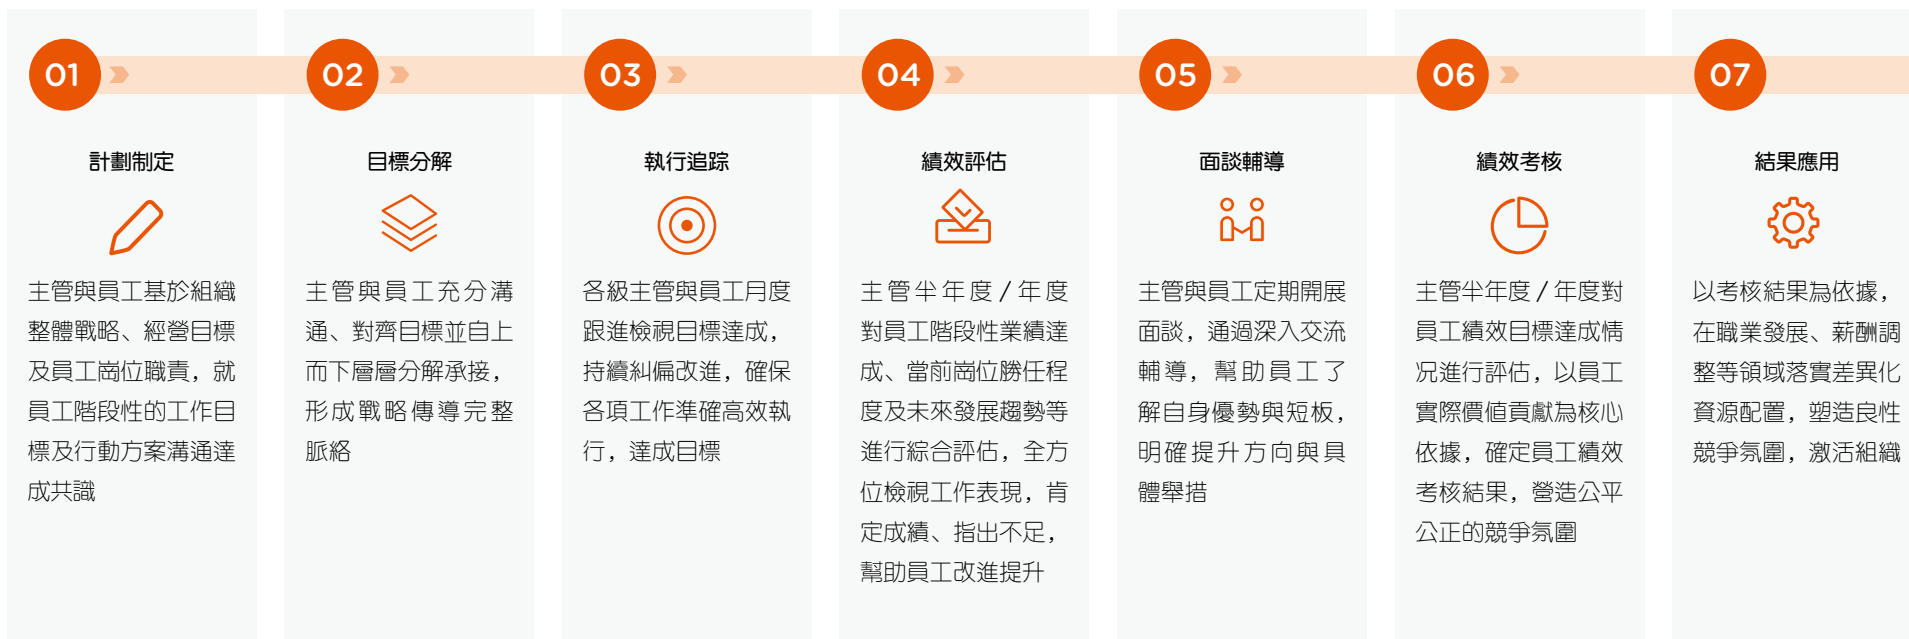 01
計劃制定
主管與員工基於組織
整體戰略、經營目標
及員工崗位職責，就
員工階段性的工作目
標及行動方案溝通達
成共識
02
目標分解
主管與員工充分溝
通、對齊目標並自上
而下層層分解承接，
形成戰略傳導完整
脈絡
03
執行追踪
各級主管與員工月度
跟進檢視目標達成，
持續糾偏改進，確保
各項工作準確高效執
行，達成目標
04
績效評估
主管半年度/年度
對員工階段性業績達
成、當前崗位勝任程
度及未來發展趨勢等
進行綜合評估，全方
位檢視工作表現，肯
定成績、指出不足，
幫助員工改進提升
05
面談輔導
主管與員工定期開展
面談，通過深入交流
輔導，幫助員工了
解自身優勢與短板，
明確提升方向與具
體舉措
06
績效考核
主管半年度/年度對
員工績效目標達成情
況進行評估，以員工
實際價值貢獻為核心
依據，確定員工績效
考核結果，營造公平
公正的競爭氛圍
07
結果應用
以考核結果為依據，
在職業發展、薪酬調
整等領域落實差異化
資源配置，塑造良性
競爭氛圍，激活組織